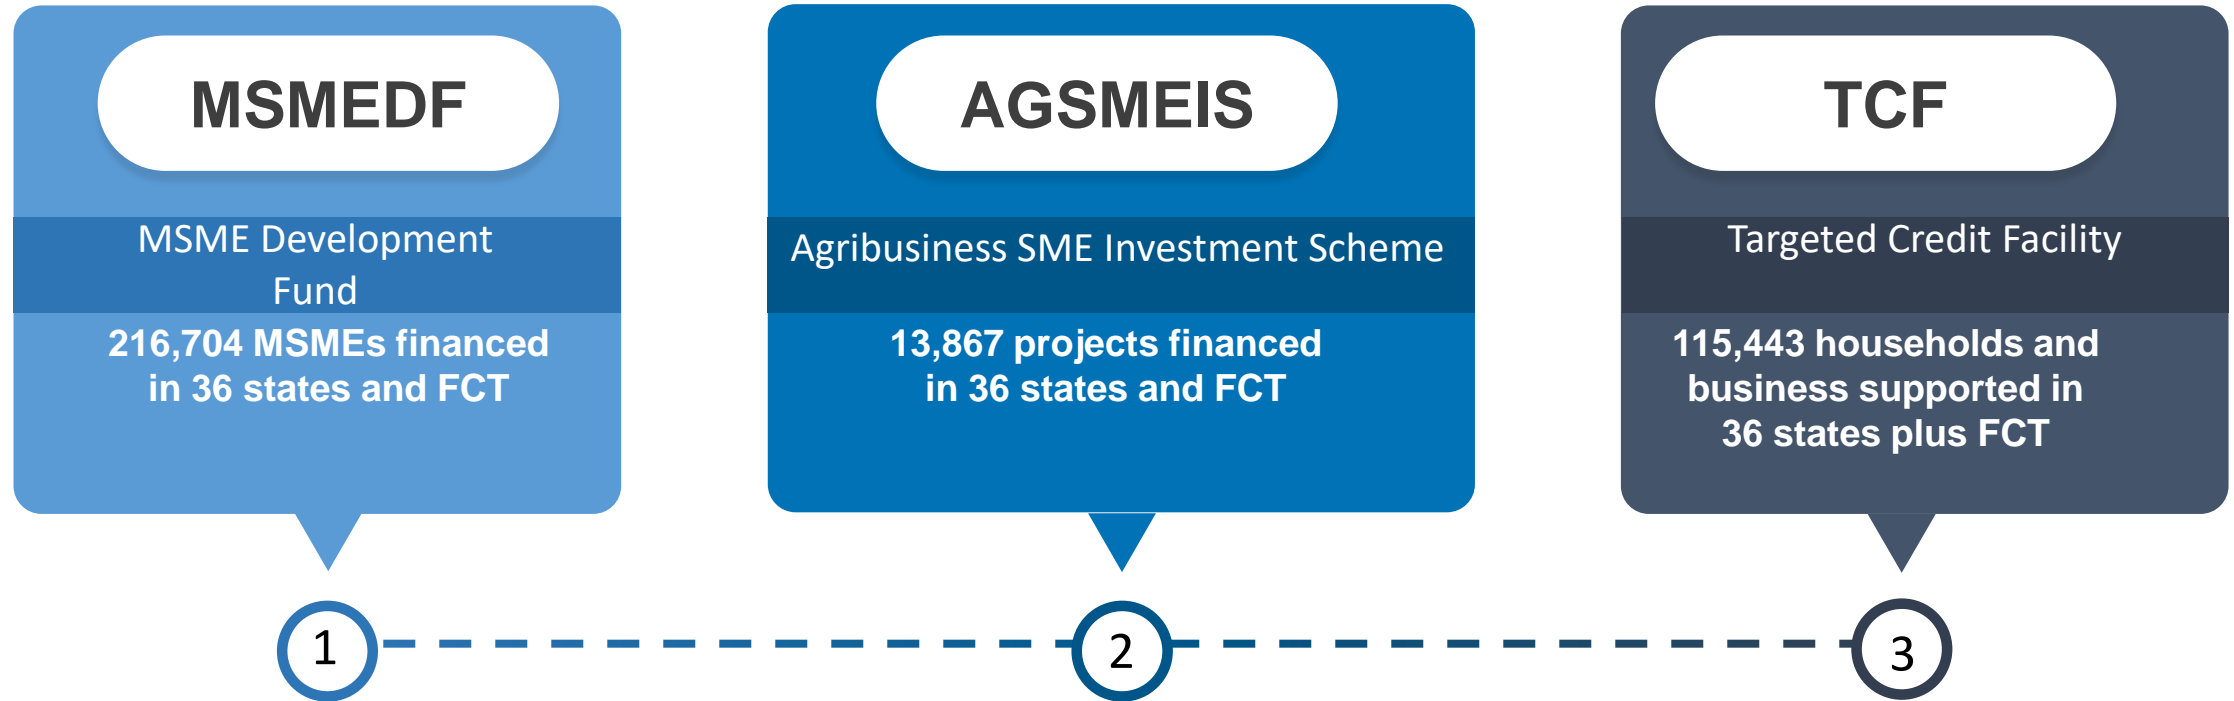 MSMEDF
MSME Development
Fund
216,704 MSMEs financed
in 36 states and FCT
1
AGSMEIS
Agribusiness SME Investment Scheme
13,867 projects financed
in 36 states and FCT
2
TCF
Targeted Credit Facility
115,443 households and
business supported in
36 states plus FCT
3